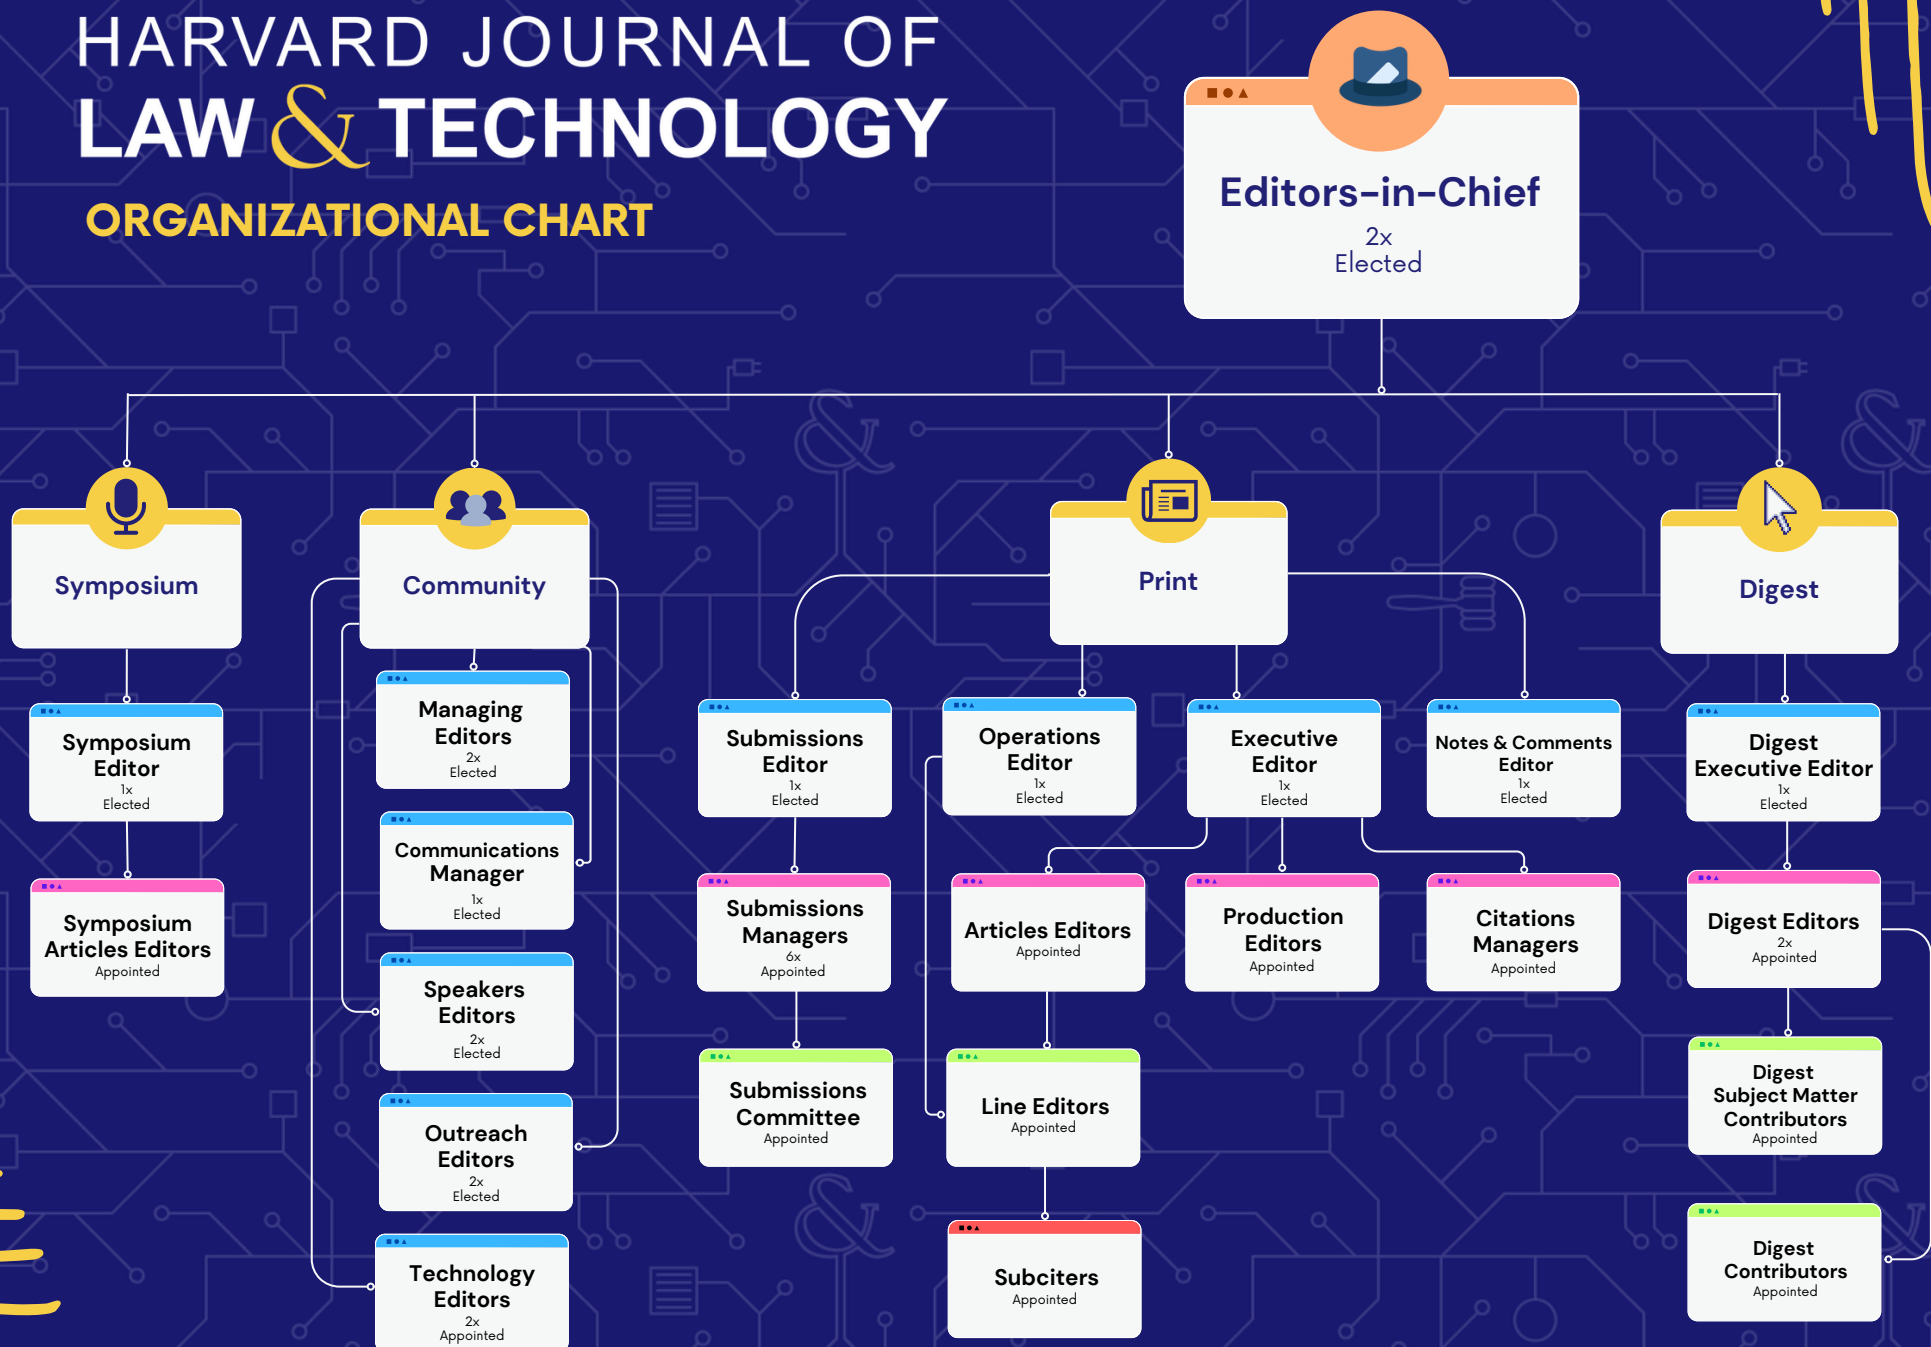 HARVARD JOURNAL OF
LAW & TECHNOLOGY
ORGANIZATIONAL CHART
Editors-in-Chief
2x
Elected
Symposium
Community
Print
Digest
Symposium
Editor
1x
Elected
Symposium
Articles Editors
Appointed
Managing
Editors
2x
Elected
Communications
Manager
1x
Elected
Speakers
Editors
2x
Elected
Outreach
Editors
2x
Elected
Technology
Editors
2x
Appointed
Submissions
Editor
1x
Elected
Submissions
Managers
6x
Appointed
Submissions
Committee
Appointed
Operations
Editor
1x
Elected
Executive
Editor
1x
Elected
Notes & Comments
Editor
1x
Elected
Articles Editors
Appointed
Production
Editors
Appointed
Citations
Managers
Appointed
Line Editors
Appointed
Subciters
Appointed
Digest
Executive Editor
1x
Elected
Digest Editors
2x
Appointed
Digest
Subject Matter
Contributors
Appointed
Digest
Contributors
Appointed